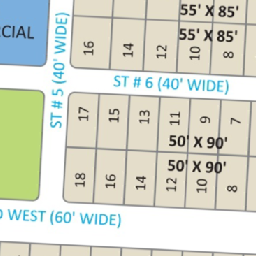 55' X 85'
55' X 85'
16 14 12 10 8
ST # 5 (40' WIDE)
ST # 6 (40' WIDE)
17 15 13 11 9 7
50' X 90'
50' X 90'
18 16 14 12 10 8
WEST (60' WIDE)